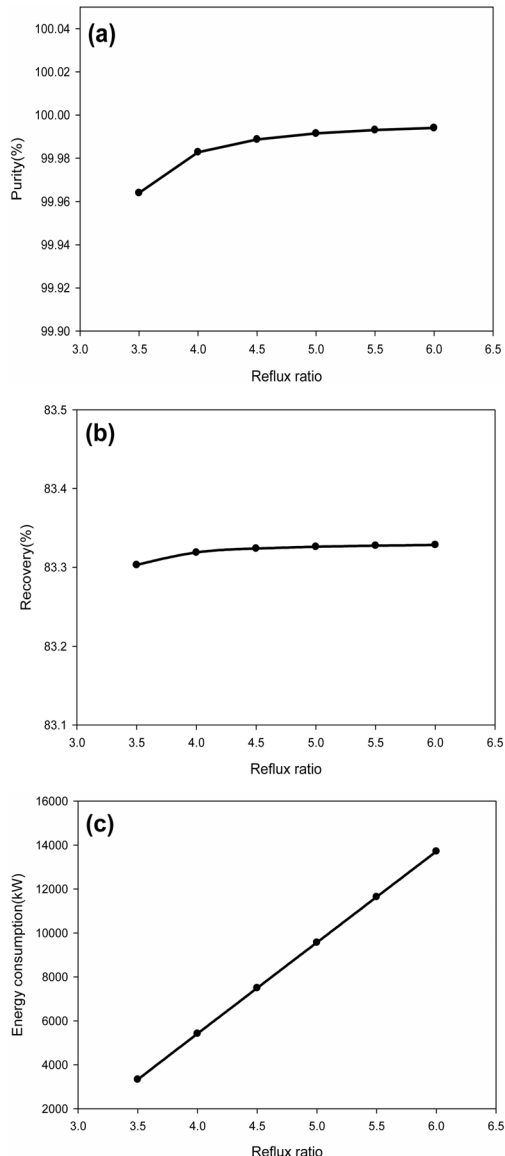 (a)
100.04
100.02
100.00
99.98
99.96
99.94
99.92
99.90
Purity(%)
3.0 3.5 4.0 4.5 5.0 5.5 6.0 6.5
Reflux ratio
(b)
83.5
83.4
83.3
83.2
83.1
Recovery(%)
3.0 3.5 4.0 4.5 5.0 5.5 6.0 6.5
Reflux ratio
(c)
16000
14000
12000
10000
8000
6000
4000
2000
Energy consumption(kW)
3.0 3.5 4.0 4.5 5.0 5.5 6.0 6.5
Reflux ratio